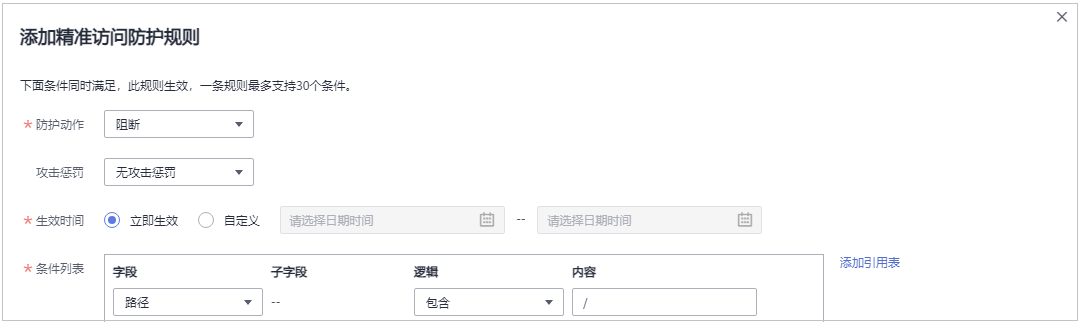 添加精准访问防护规则
下面条件同时满足，此规则生效，一条规则最多支持30个条件。
* 防护动作 阻断
攻击惩罚 无攻击惩罚
* 生效时间 立即生效 自定义 请选择日期时间 -- 请选择日期时间
* 条件列表 字段 子字段 逻辑 内容 添加引用表
路径 -- 包含 /